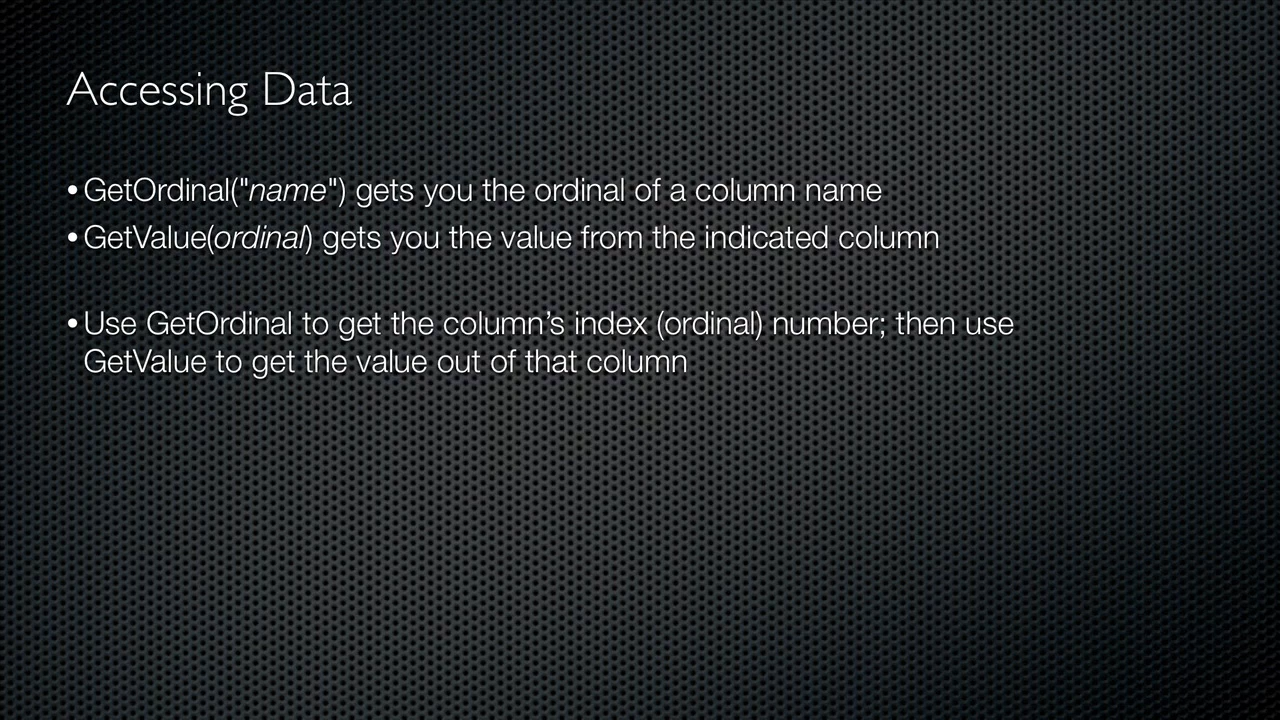 Accessing Data
• GetOrdinal("name") gets you the ordinal of a column name
• GetValue(ordinal) gets you the value from the indicated column
• Use GetOrdinal to get the column’s index (ordinal) number; then use
GetValue to get the value out of that column